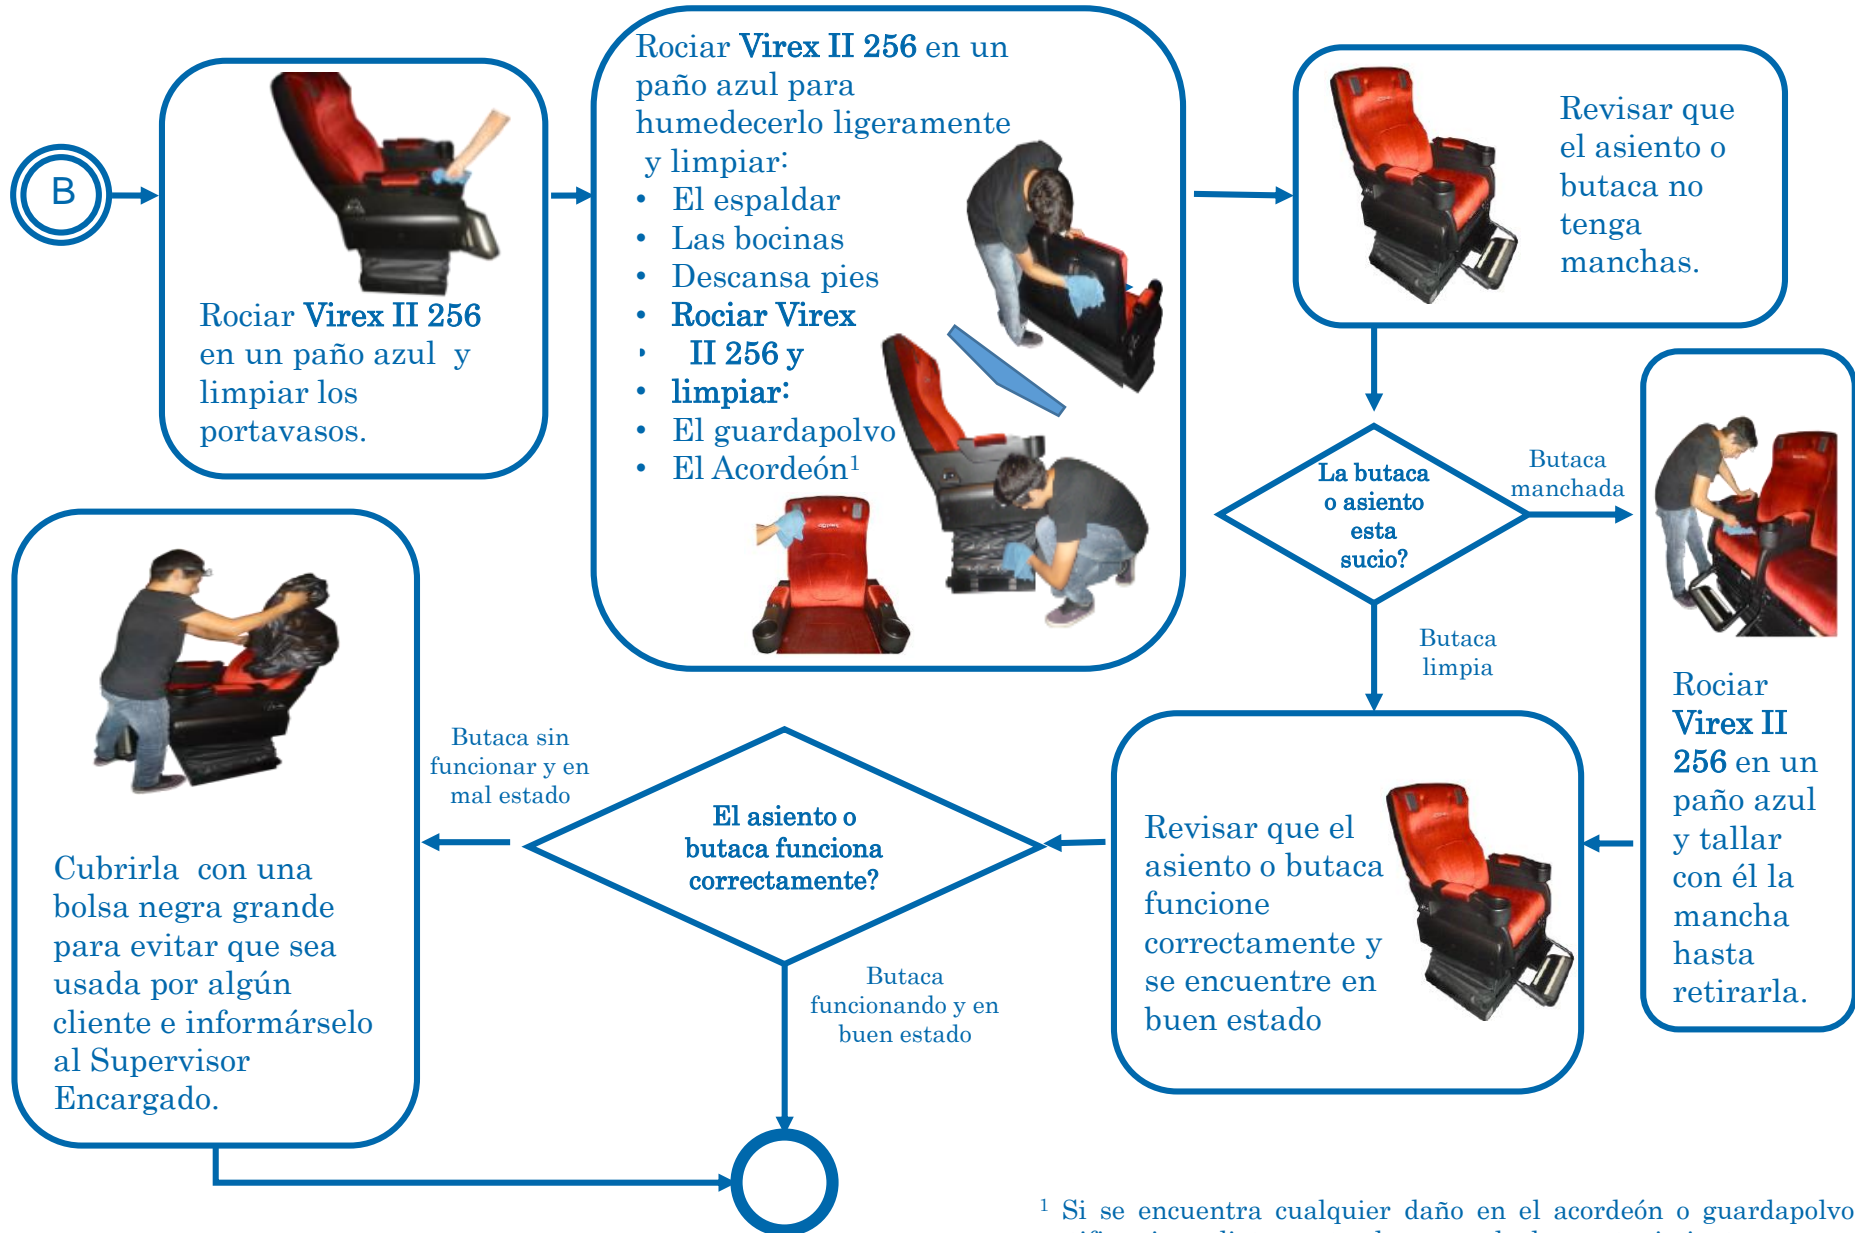 B
Rociar Virex II 256
en un paño azul y
limpiar los
portavasos.
Rociar Virex II 256 en un
paño azul para
humedecerlo ligeramente
y limpiar:
• El espaldar
• Las bocinas
• Descansa pies
• Rociar Virex
• II 256 y
• limpiar:
• El guardapolvo
• El Acordeón¹
Revisar que
el asiento o
butaca no
tenga
manchas.
La butaca
o asiento
esta
sucio?
Butaca
manchada
Butaca
limpia
Rociar
Virex II
256 en un
paño azul
y tallar
con él la
mancha
hasta
retirarla.
Revisar que el
asiento o butaca
funcione
correctamente y
se encuentre en
buen estado
El asiento o
butaca funciona
correctamente?
Butaca sin
funcionar y en
mal estado
Butaca
funcionando y en
buen estado
Cubrirla con una
bolsa negra grande
para evitar que sea
usada por algún
cliente e informárselo
al Supervisor
Encargado.
¹ Si se encuentra cualquier daño en el acordeón o guardapolvo